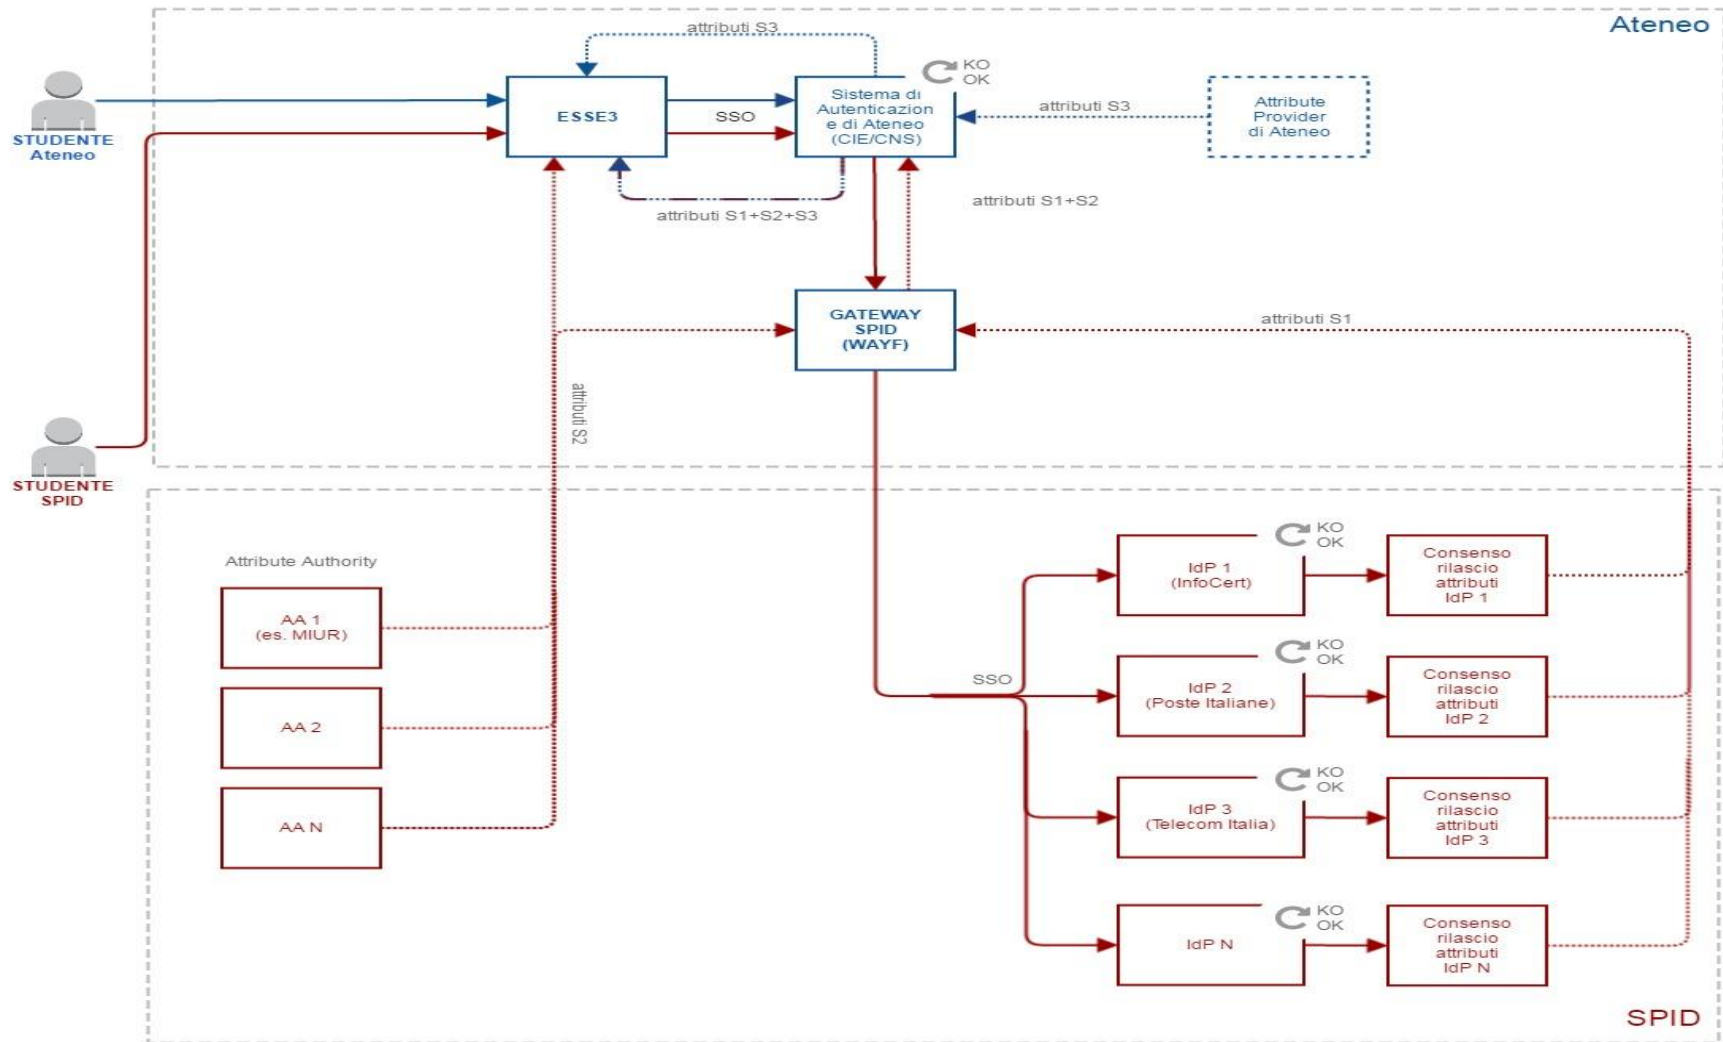 Ateneo
attributi S3
KO
OK
STUDENTE
Ateneo
ESSE3
SSO
Sistema di
Autenticazion
e di Ateneo
(CIE/CNS)
attributi S3
Attribute
Provider
di Ateneo
attributi S1+S2+S3
attributi S1+S2
GATEWAY
SPID
(WAYF)
attributi S1
attributi S2
STUDENTE
SPID
Attribute Authority
AA 1
(es. MIUR)
AA 2
AA N
SSO
KO
OK
IdP 1
(InfoCert)
Consenso
rilascio
attributi
IdP 1
KO
OK
IdP 2
(Poste Italiane)
Consenso
rilascio
attributi
IdP 2
KO
OK
IdP 3
(Telecom Italia)
Consenso
rilascio
attributi
IdP 3
KO
OK
IdP N
Consenso
rilascio
attributi
IdP N
SPID